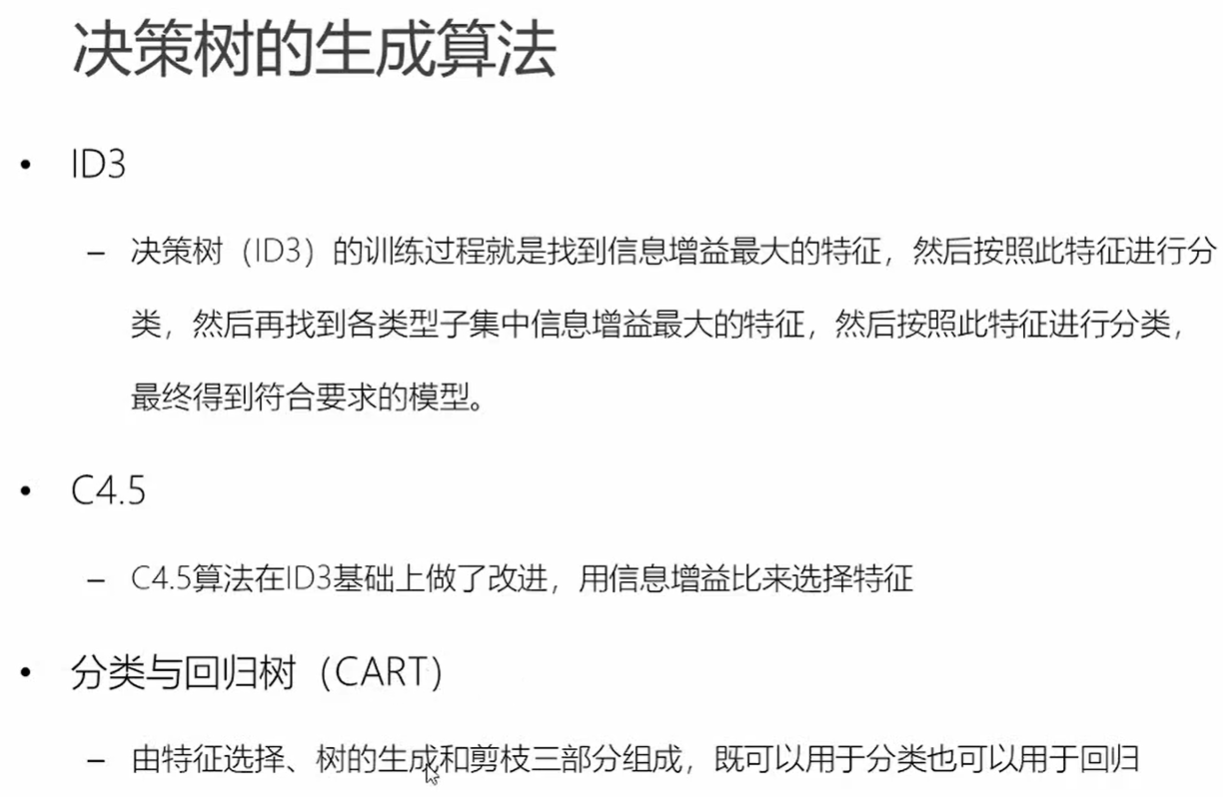 决策树的生成算法
• ID3
– 决策树（ID3）的训练过程就是找到信息增益最大的特征，然后按照此特征进行分
类，然后再找到各类型子集中信息增益最大的特征，然后按照此特征进行分类，
最终得到符合要求的模型。
• C4.5
– C4.5算法在ID3基础上做了改进，用信息增益比来选择特征
• 分类与回归树（CART）
– 由特征选择、树的生成和剪枝三部分组成，既可以用于分类也可以用于回归